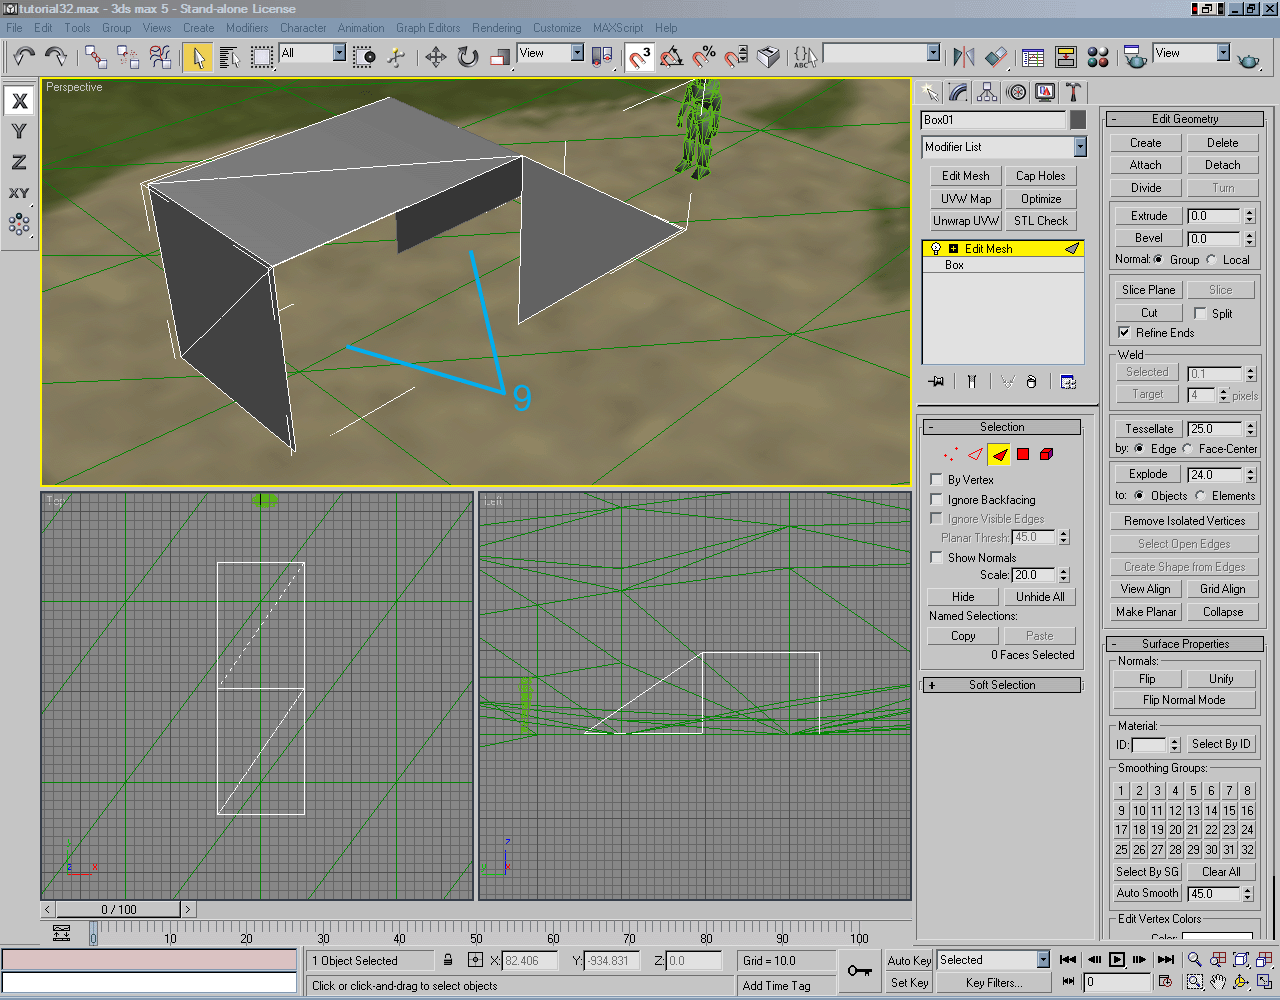 tutorial32.max - 3ds max 5 - Stand-alone License
File Edit Tools Group Views Create Modifiers Character Animation Graph Editors Rendering Customize MAXScript Help
All View 3 % {} ABC View
X
Y
Z
XY
Perspective
9
Top
Left
z x
z x
0 / 100
0 10 20 30 40 50 60 70 80 90 100
Box01
Modifier List
Edit Mesh Cap Holes
UVW Map Optimize
Unwrap UVW STL Check
Edit Mesh
Box
Selection
By Vertex
Ignore Backfacing
Ignore Visible Edges
Planar Thresh: 45.0
Show Normals
Scale: 20.0
Hide Unhide All
Named Selections:
Copy Paste
0 Faces Selected
+ Soft Selection
- Edit Geometry
Create Delete
Attach Detach
Divide Turn
Extrude 0.0
Bevel 0.0
Normal: Group Local
Slice Plane Slice
Cut Split
Refine Ends
Weld
Selected 0.1
Target 4 pixels
Tessellate 25.0
by: Edge Face-Center
Explode 24.0
to: Objects Elements
Remove Isolated Vertices
Select Open Edges
Create Shape from Edges
View Align Grid Align
Make Planar Collapse
- Surface Properties
Normals:
Flip Unify
Flip Normal Mode
Material:
ID: Select By ID
Smoothing Groups:
1 2 3 4 5 6 7 8
9 10 11 12 13 14 15 16
17 18 19 20 21 22 23 24
25 26 27 28 29 30 31 32
Select By SG Clear All
Auto Smooth 45.0
Edit Vertex Colors
Color:
1 Object Selected X: 82.406 Y: -934.831 Z: 0.0 Grid = 10.0 Auto Key Selected
Click or click-and-drag to select objects Add Time Tag Set Key Key Filters... 0